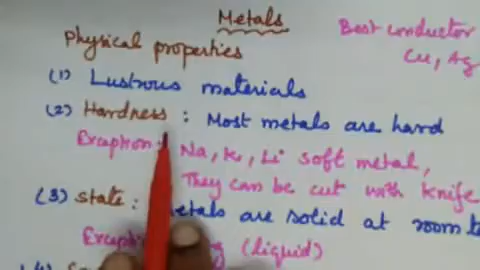 Metals
Best conductor
Cu, Ag
Physical properties
(1) Lustrous materials
(2) Hardness : Most metals are hard
Exception : Na, K, Li soft metal,
They can be cut with knife
(3) State : Metals are solid at room
(liquid)